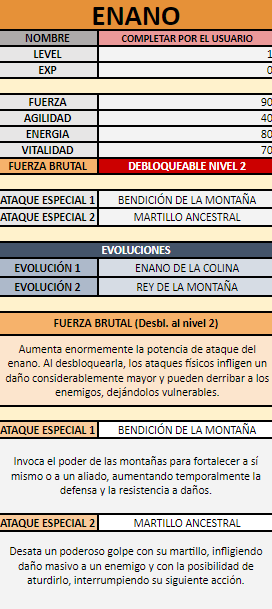 ENANO
NOMBRE COMPLETAR POR EL USUARIO
LEVEL 1
EXP 0
FUERZA 90
AGILIDAD 40
ENERGIA 80
VITALIDAD 70
FUERZA BRUTAL DEBLOQUEABLE NIVEL 2
ATAQUE ESPECIAL 1 BENDICIÓN DE LA MONTAÑA
ATAQUE ESPECIAL 2 MARTILLO ANCESTRAL
EVOLUCIONES
EVOLUCIÓN 1 ENANO DE LA COLINA
EVOLUCIÓN 2 REY DE LA MONTAÑA
FUERZA BRUTAL (Desbl. al nivel 2)
Aumenta enormemente la potencia de ataque del
enano. Al desbloquearla, los ataques físicos infligen un
daño considerablemente mayor y pueden derribar a los
enemigos, dejándolos vulnerables.
ATAQUE ESPECIAL 1 BENDICIÓN DE LA MONTAÑA
Invoca el poder de las montañas para fortalecer a sí
mismo o a un aliado, aumentando temporalmente la
defensa y la resistencia a daños.
ATAQUE ESPECIAL 2 MARTILLO ANCESTRAL
Desata un poderoso golpe con su martillo, infligiendo
daño masivo a un enemigo y con la posibilidad de
aturdirlo, interrumpiendo su siguiente acción.